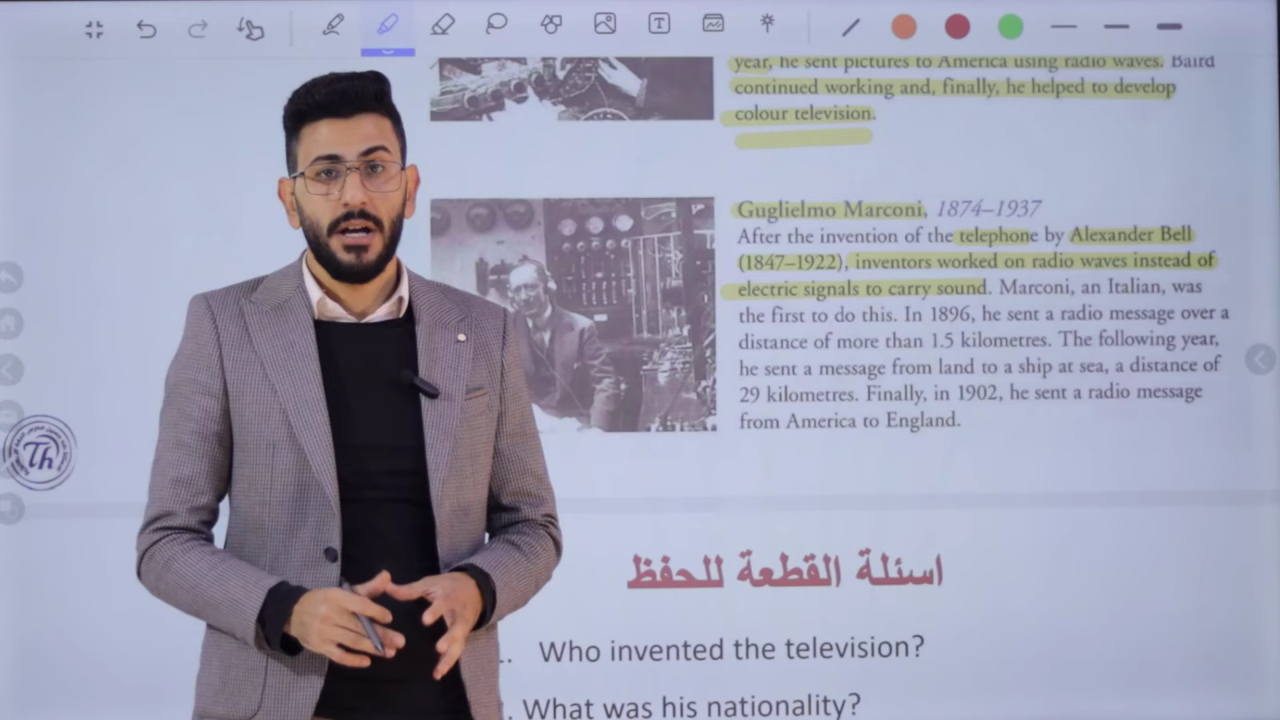 year, he sent pictures to America using radio waves. Baird
continued working and, finally, he helped to develop
colour television.
Guglielmo Marconi, 1874–1937
After the invention of the telephone by Alexander Bell
(1847–1922), inventors worked on radio waves instead of
electric signals to carry sound. Marconi, an Italian, was
the first to do this. In 1896, he sent a radio message over a
distance of more than 1.5 kilometres. The following year,
he sent a message from land to a ship at sea, a distance of
29 kilometres. Finally, in 1902, he sent a radio message
from America to England.
Th
اسئلة القطعة للحفظ
Who invented the television?
What was his nationality?